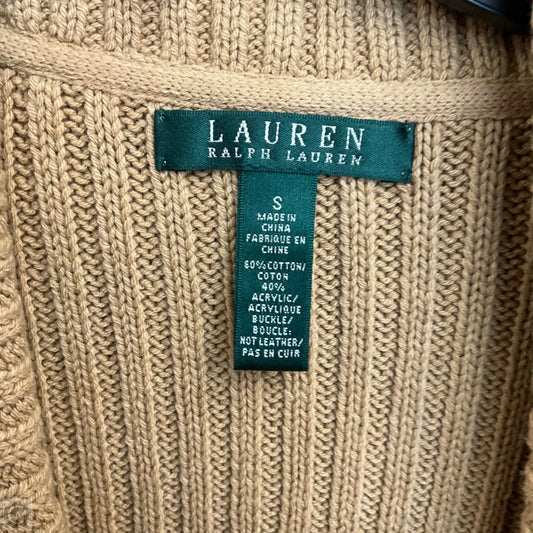 LAUREN
RALPH LAUREN
S
MADE IN
CHINA
FABRIQUE EN
CHINE
60% COTTON/
COTON
40%
ACRYLIC/
ACRYLIQUE
BUCKLE/
BOUCLE:
NOT LEATHER/
PAS EN CUIR